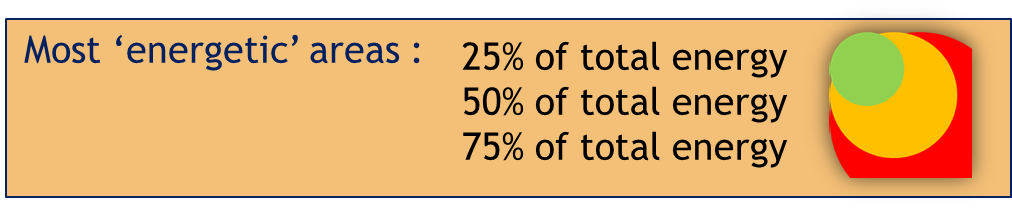 Most ‘energetic’ areas :
25% of total energy
50% of total energy
75% of total energy